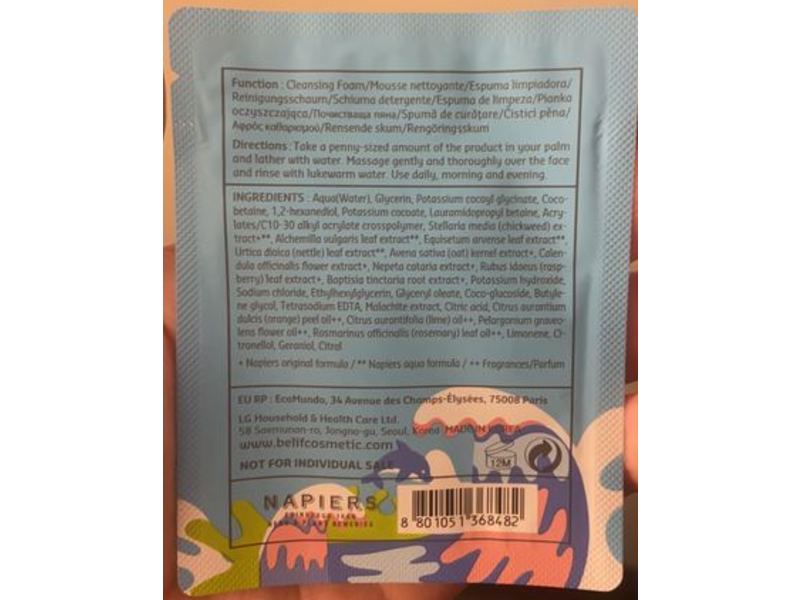 Function : Cleansing Foam/Mousse nettoyante/Espuma limpiadora/
Reinigungsschaum/Schiuma detergente/Espuma de limpeza/Pianka
oczyszczająca/Почистваща пяна/Spumă de curățare/Čisticí pěna/
Αφρός καθαρισμού/Rensende skum/Rengöringsskum
Directions : Take a penny-sized amount of the product in your palm
and lather with water. Massage gently and thoroughly over the face
and rinse with lukewarm water. Use daily, morning and evening.
INGREDIENTS : Aqua(Water), Glycerin, Potassium cocoyl glycinate, Coco-
betaine, 1,2-hexanediol, Potassium cocoate, Lauramidopropyl betaine, Acry-
lates/C10-30 alkyl acrylate crosspolymer, Stellaria media (chickweed) ex-
tract+**, Alchemilla vulgaris leaf extract**, Equisetum arvense leaf extract**,
Urtica dioica (nettle) leaf extract**, Avena sativa (oat) kernel extract+, Calen-
dula officinalis flower extract+, Nepeta cataria extract+, Rubus idaeus (rasp-
berry) leaf extract+, Baptisia tinctoria root extract+, Potassium hydroxide,
Sodium chloride, Ethylhexylglycerin, Glyceryl oleate, Coco-glucoside, Butyle-
ne glycol, Tetrasodium EDTA, Malachite extract, Citric acid, Citrus aurantium
dulcis (orange) peel oil++, Citrus aurantifolia (lime) oil++, Pelargonium graveo-
lens flower oil++, Rosmarinus officinalis (rosemary) leaf oil++, Limonene, Ci-
tronellol, Geraniol, Citral
+ Napiers original formula / ** Napiers aqua formula / ++ Fragrances/Parfum
EU RP : EcoMundo, 34 Avenue des Champs-Élysées, 75008 Paris
LG Household & Health Care Ltd.
58 Saemunan-ro, Jongno-gu, Seoul, Korea MADE IN KOREA
www.belifcosmetic.com
12M
NOT FOR INDIVIDUAL SALE
NAPIERS
EDINBURGH 1860
HERB & PLANT REMEDIES
8 801051 368482